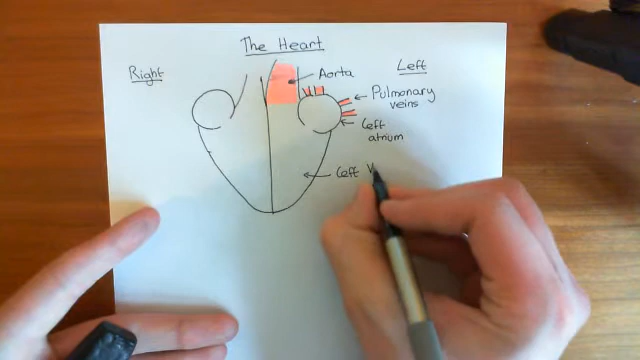 The Heart
Right
Left
Aorta
Pulmonary
veins
Left
atrium
Left V